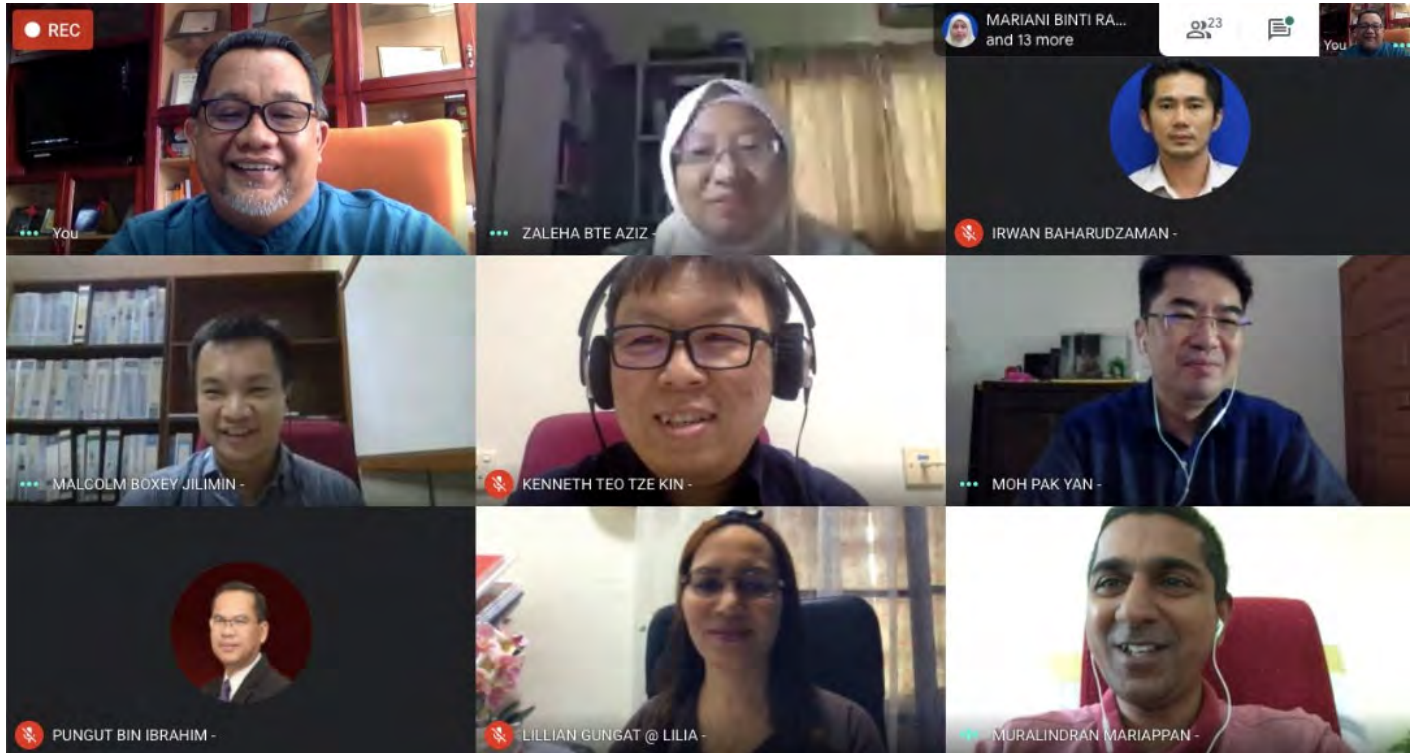 REC
MARIANI BINTI RA...
and 13 more
23
You
You
ZALEHA BTE AZIZ -
IRWAN BAHARUDZAMAN -
MALCOLM BOXEY JILIMIN -
KENNETH TEO TZE KIN -
MOH PAK YAN -
PUNGUT BIN IBRAHIM -
LILLIAN GUNGAT @ LILIA -
MURALINDRAN MARIAPPAN -